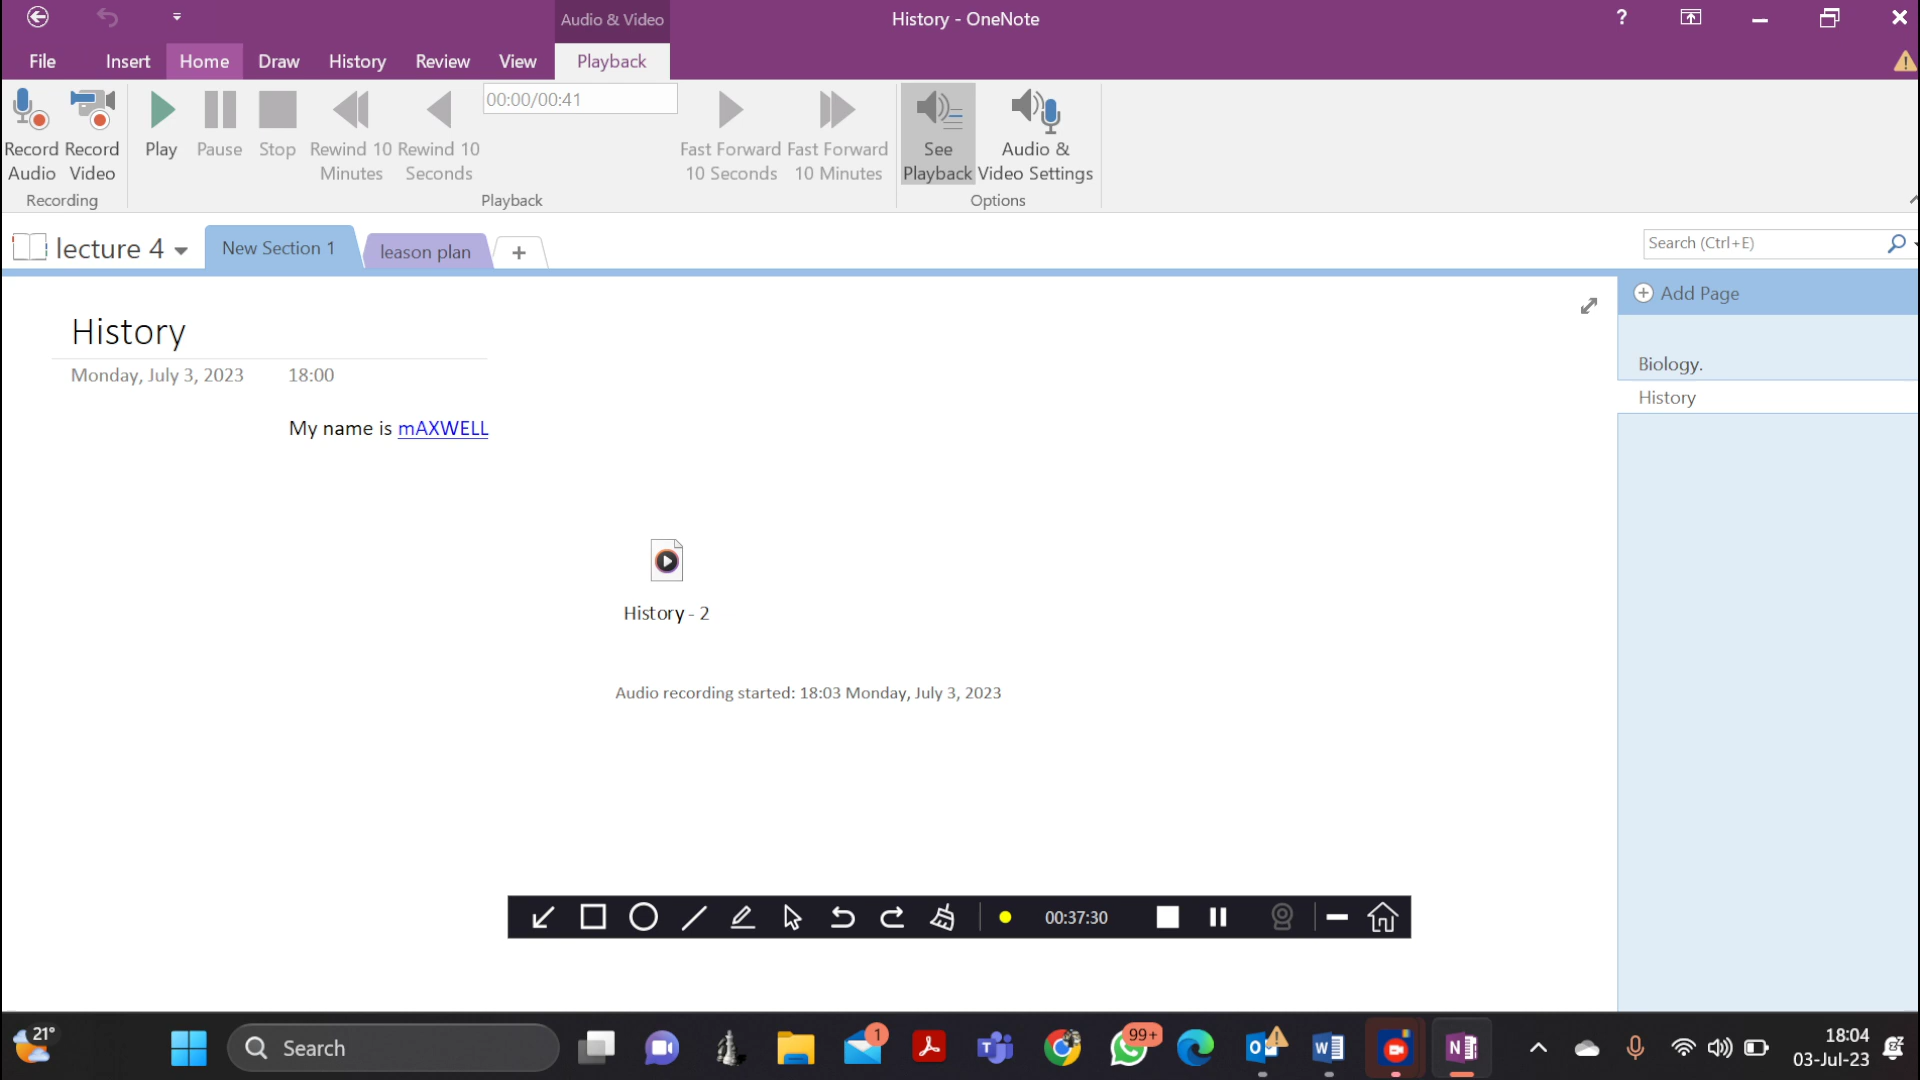 Audio & Video
History - OneNote
?
File
Insert
Home
Draw
History
Review
View
Playback
Record Audio
Record Video
Recording
Play
Pause
Stop
Rewind 10 Minutes
Rewind 10 Seconds
00:00/00:41
Fast Forward 10 Seconds
Fast Forward 10 Minutes
Playback
See Playback
Audio & Video Settings
Options
lecture 4
New Section 1
leason plan
+
Search (Ctrl+E)
Add Page
Biology.
History
History
Monday, July 3, 2023 18:00
My name is mAXWELL
History - 2
Audio recording started: 18:03 Monday, July 3, 2023
00:37:30
21°
Search
1
99+
18:04
03-Jul-23